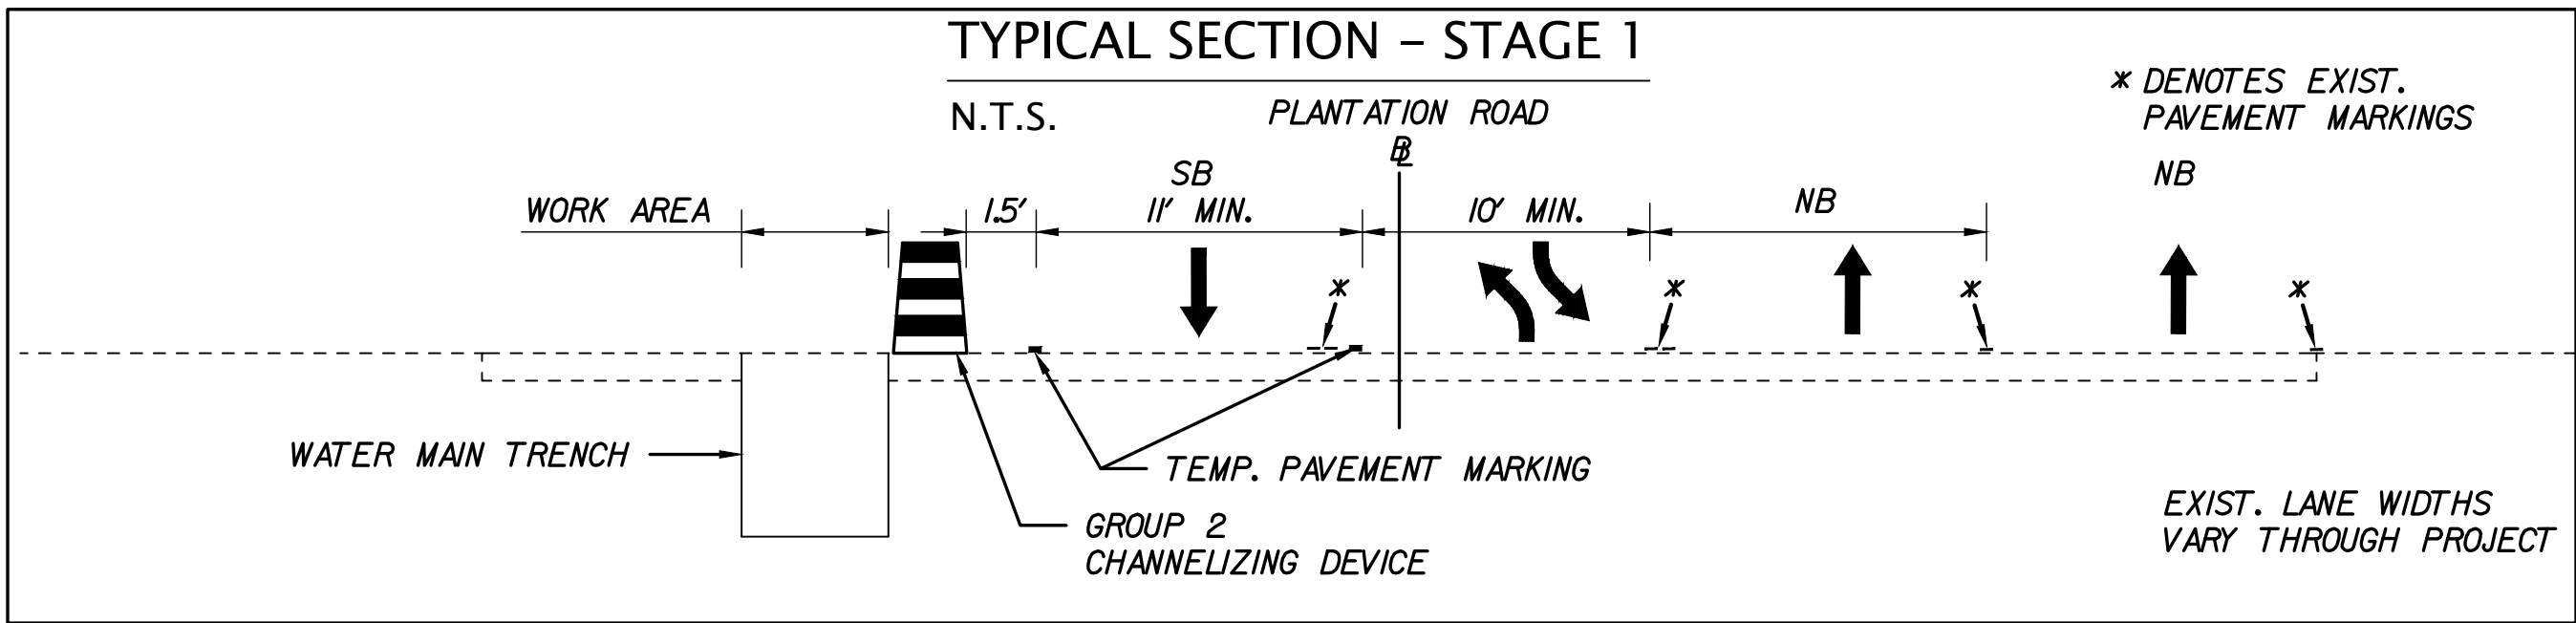 TYPICAL SECTION – STAGE 1
N.T.S.
PLANTATION ROAD
BL
* DENOTES EXIST.
PAVEMENT MARKINGS
WORK AREA
1.5'
SB
11' MIN.
10' MIN.
NB
NB
*
*
*
*
WATER MAIN TRENCH
TEMP. PAVEMENT MARKING
GROUP 2
CHANNELIZING DEVICE
EXIST. LANE WIDTHS
VARY THROUGH PROJECT